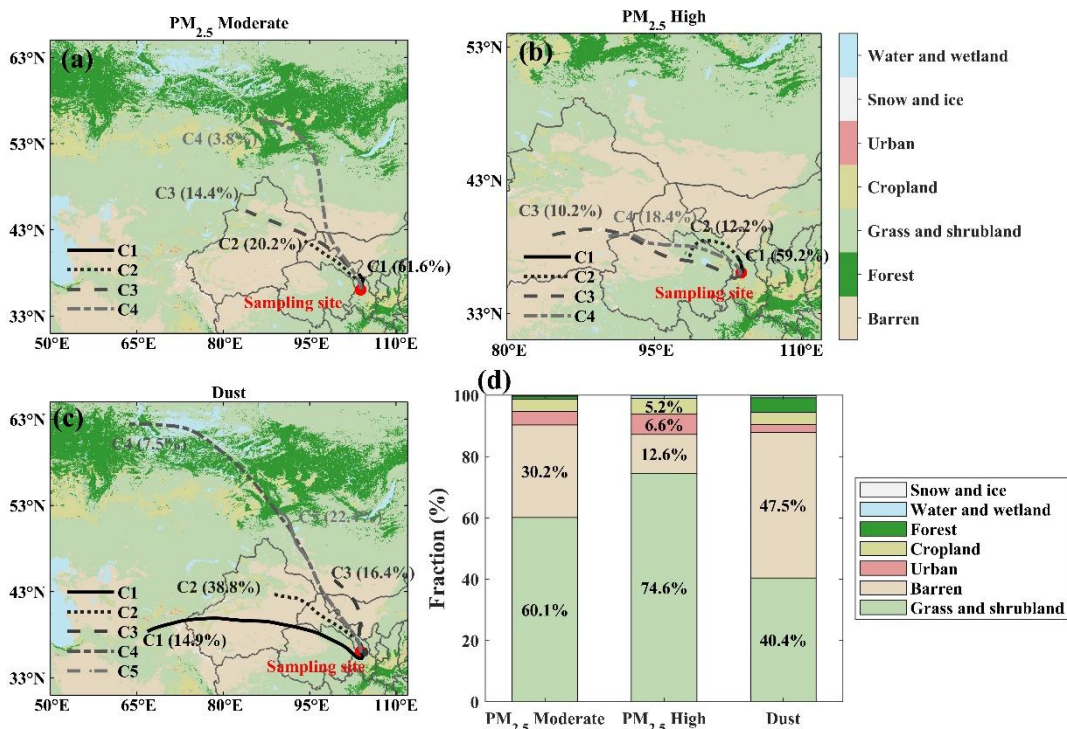 PM2.5 Moderate
(a)
63°N
53°N
43°N
33°N
C4 (3.8%)
C3 (14.4%)
C2 (20.2%)
C1 (61.6%)
Sampling site
C1
C2
C3
C4
50°E 65°E 80°E 95°E 110°E
PM2.5 High
(b)
53°N
43°N
33°N
C3 (10.2%)
C4 (18.4%)
C2 (12.2%)
C1 (59.2%)
Sampling site
C1
C2
C3
C4
80°E 95°E 110°E
Water and wetland
Snow and ice
Urban
Cropland
Grass and shrubland
Forest
Barren
Dust
(c)
63°N
53°N
43°N
33°N
C4 (7.5%)
C3 (16.4%)
C2 (38.8%)
C1 (14.9%)
Sampling site
C1
C2
C3
C4
C5
50°E 65°E 80°E 95°E 110°E
(d)
Fraction (%)
100
80
60
40
20
0
30.2%
60.1%
5.2%
6.6%
12.6%
74.6%
47.5%
40.4%
PM2.5 Moderate PM2.5 High Dust
Snow and ice
Water and wetland
Forest
Cropland
Urban
Barren
Grass and shrubland